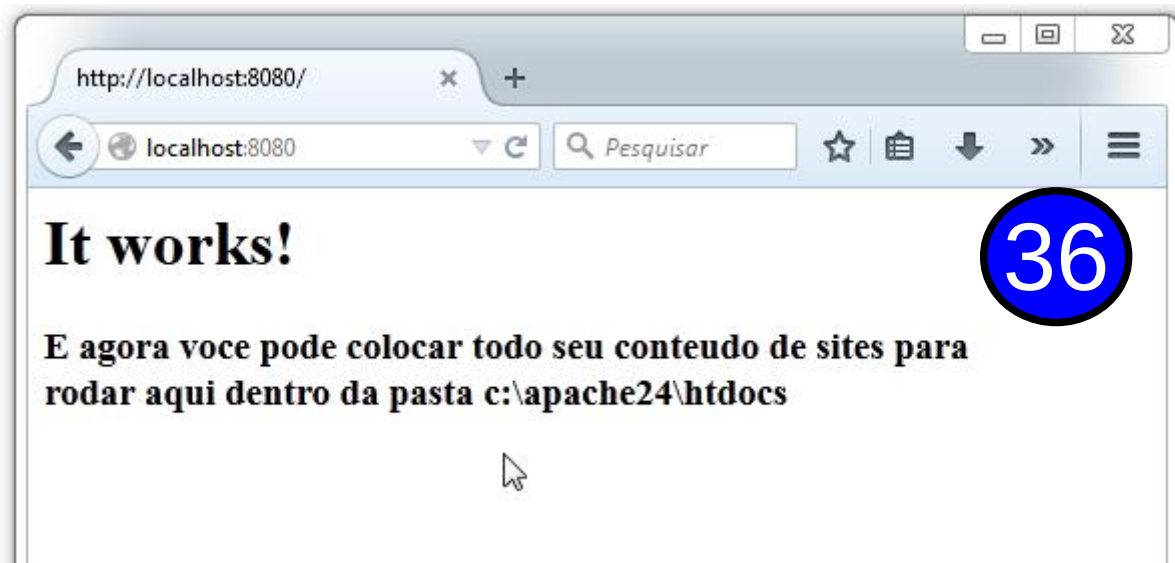 http://localhost:8080/
localhost:8080
Pesquisar
36
It works!
E agora voce pode colocar todo seu conteudo de sites para
rodar aqui dentro da pasta c:\apache24\htdocs